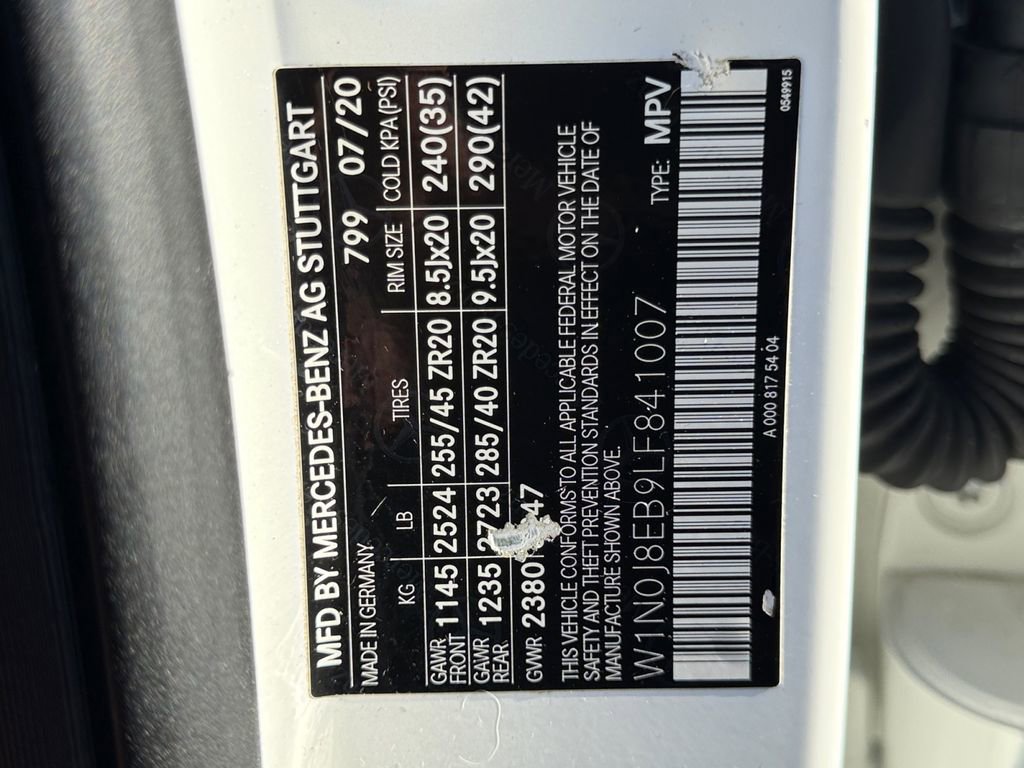 MFD BY MERCEDES-BENZ AG STUTTGART
MADE IN GERMANY 799 07/20
KG LB TIRES RIM SIZE COLD KPA(PSI)
GAWR FRONT 1145 2524 255/45 ZR20 8.5Jx20 240(35)
GAWR REAR 1235 2723 285/40 ZR20 9.5Jx20 290(42)
GVWR 2380
THIS VEHICLE CONFORMS TO ALL APPLICABLE FEDERAL MOTOR VEHICLE
SAFETY AND THEFT PREVENTION STANDARDS IN EFFECT ON THE DATE OF
MANUFACTURE SHOWN ABOVE.
W1N0J8EB9LF841007 TYPE: MPV
A 000 817 54 04 0549915